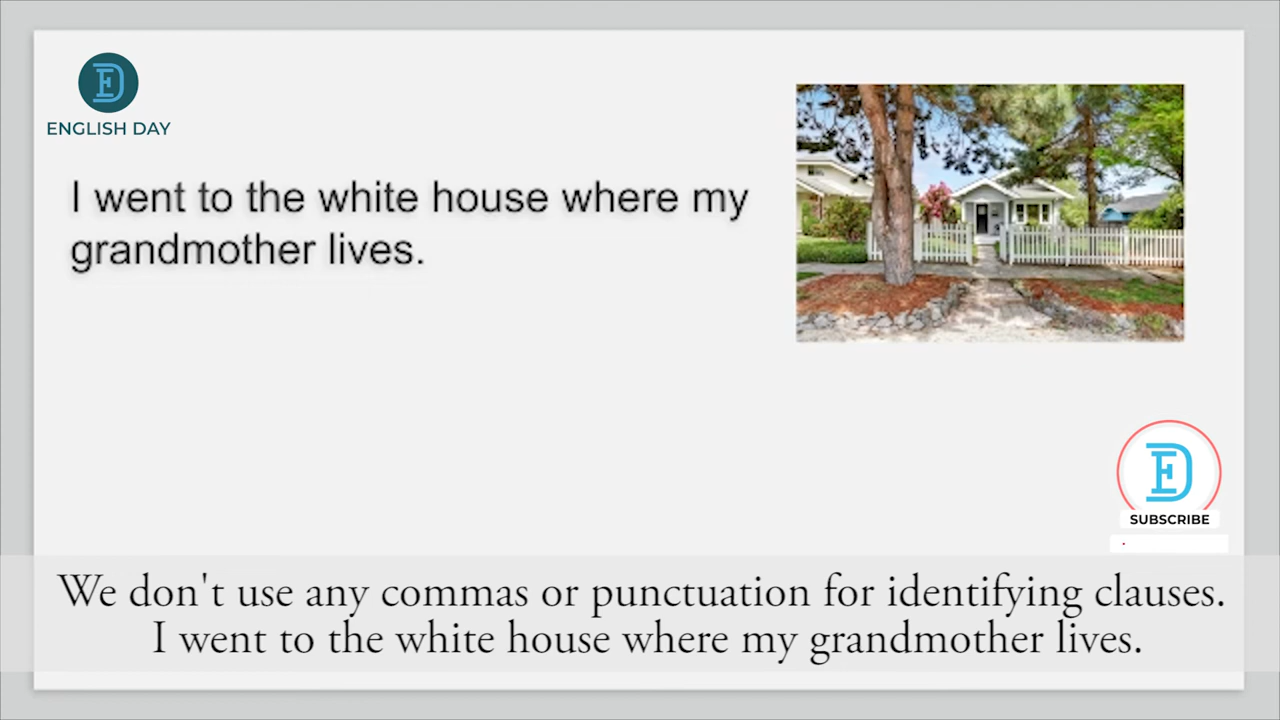 ENGLISH DAY
I went to the white house where my
grandmother lives.
SUBSCRIBE
We don't use any commas or punctuation for identifying clauses.
I went to the white house where my grandmother lives.